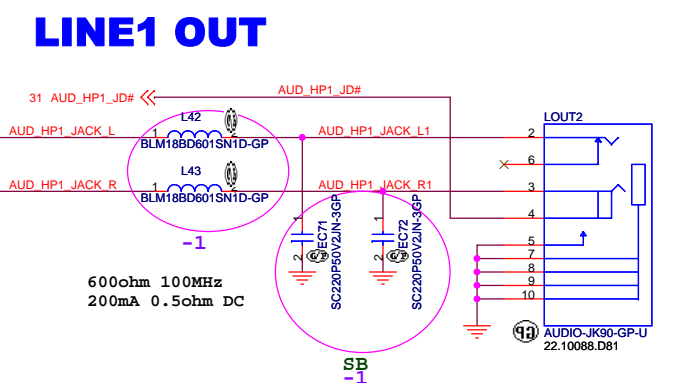 LINE1 OUT
AUD_HP1_JD#
31 AUD_HP1_JD#
L42
LOUT2
AUD_HP1_JACK_L
1
2
AUD_HP1_JACK_L1
2
BLM18BD601SN1D-GP
6
L43
AUD_HP1_JACK_R
1
2
AUD_HP1_JACK_R1
3
BLM18BD601SN1D-GP
4
1
EC71
SC220P50V2JN-3GP
2
1
EC72
SC220P50V2JN-3GP
2
5
7
8
9
10
-1
600ohm 100MHz
200mA 0.5ohm DC
AUDIO-JK90-GP-U
22.10088.D81
SB
-1